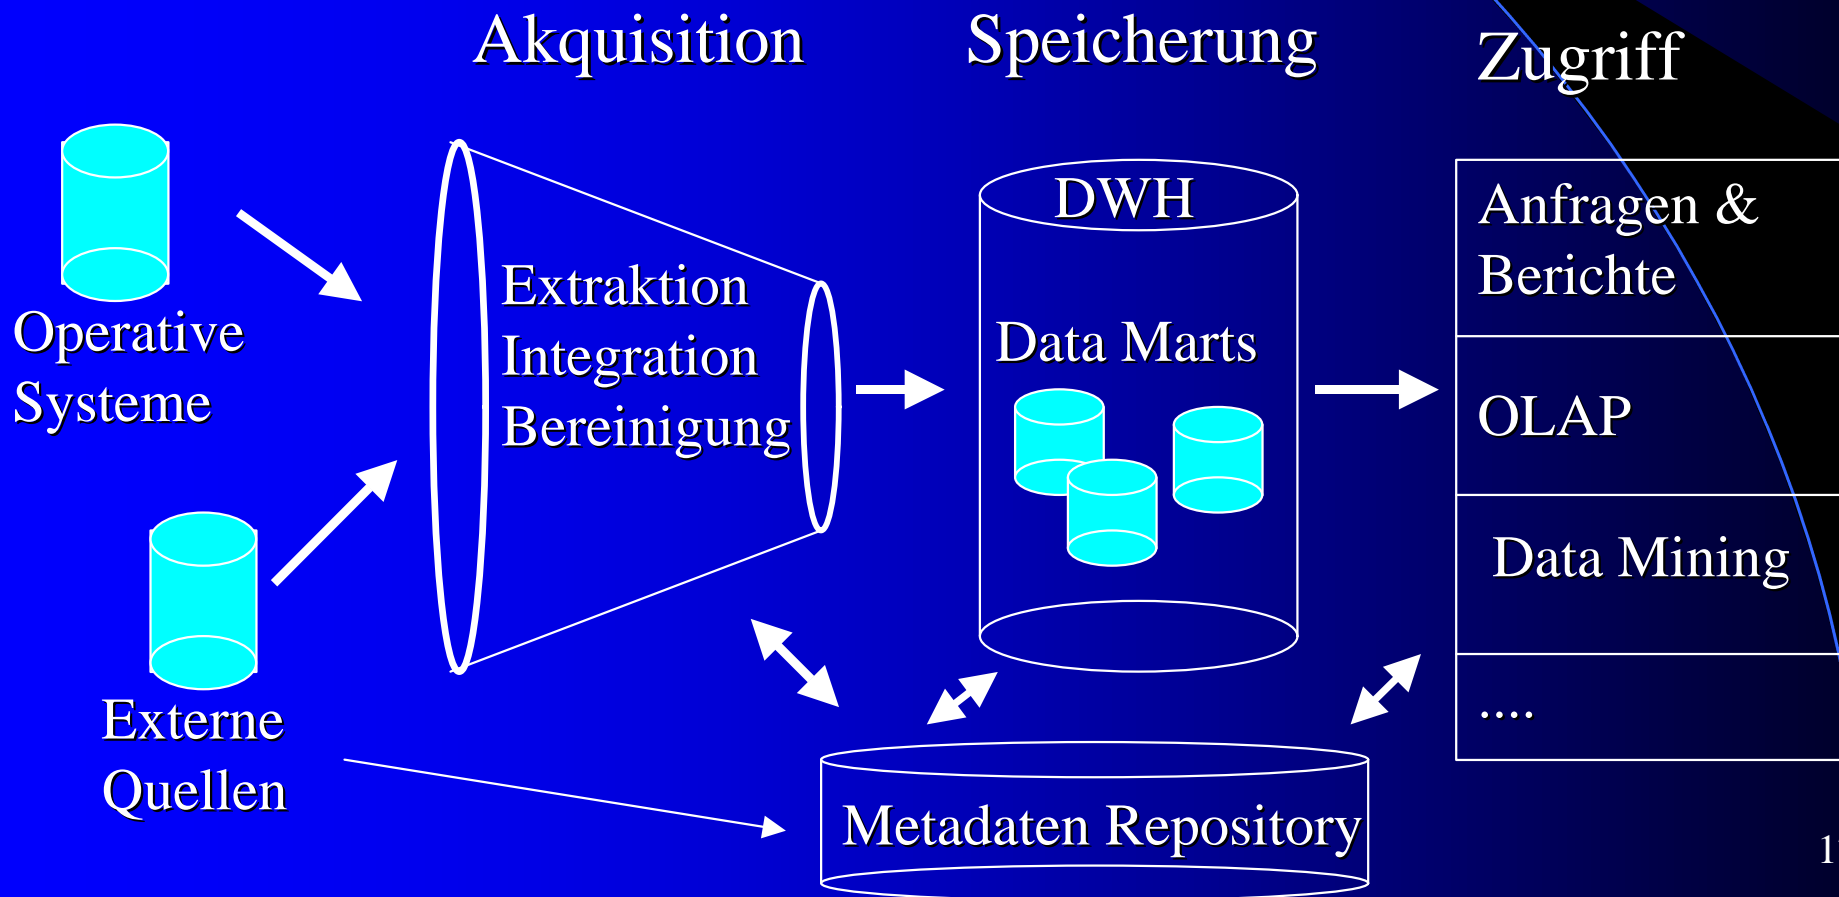 Akquisition
Speicherung
Zugriff
Operative
Systeme
Externe
Quellen
Extraktion
Integration
Bereinigung
DWH
Data Marts
Anfragen &
Berichte
OLAP
Data Mining
....
Metadaten Repository